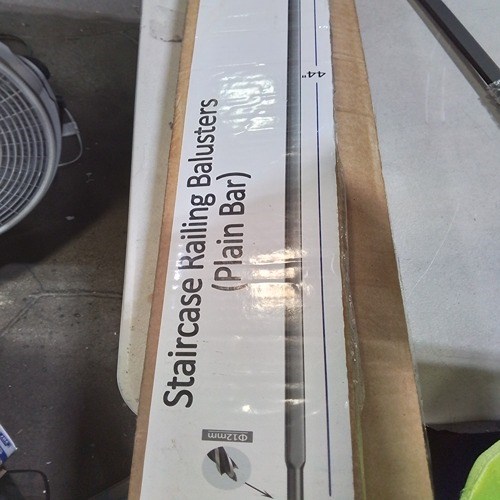 Staircase Railing Balusters
(Plain Bar)
44"
Φ12mm